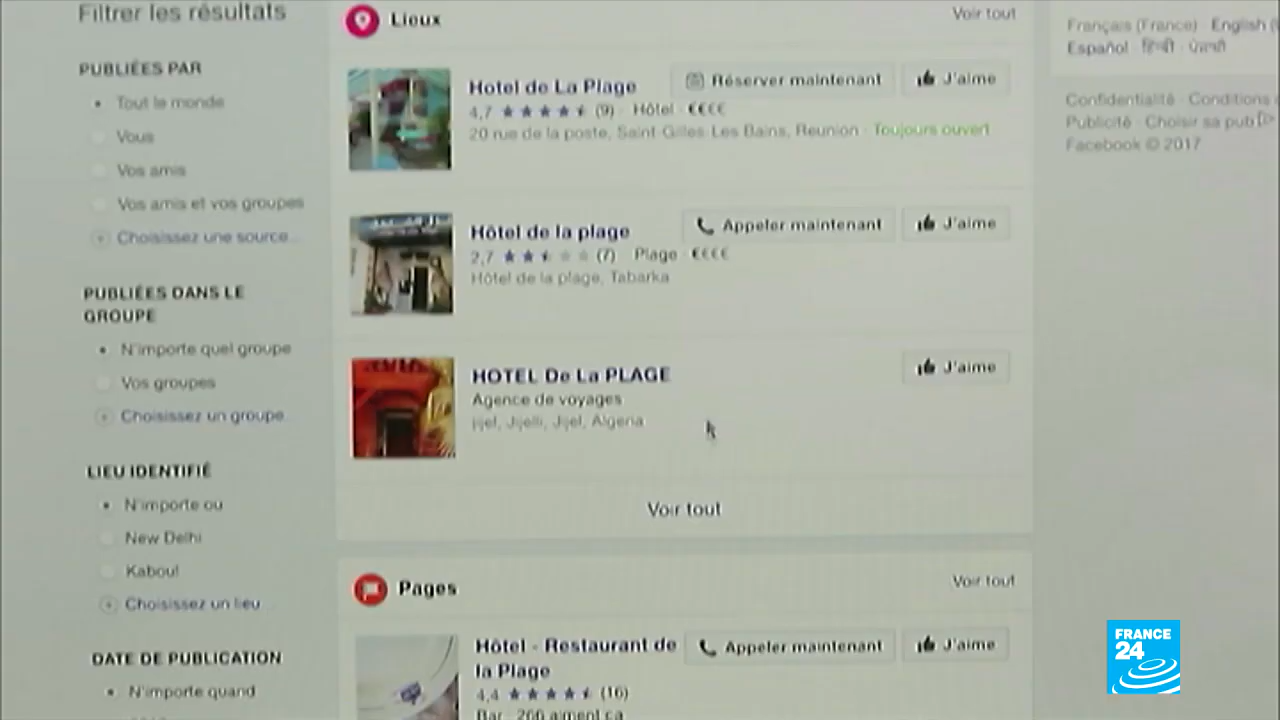 Filtrer les résultats
PUBLIÉES PAR
Tout le monde
Vous
Vos amis
Vos amis et vos groupes
Choisissez une source...
PUBLIÉES DANS LE
GROUPE
N'importe quel groupe
Vos groupes
Choisissez un groupe...
LIEU IDENTIFIÉ
N'importe où
New Delhi
Kaboul
Choisissez un lieu...
DATE DE PUBLICATION
N'importe quand
Lieux
Voir tout
Hotel de La Plage
Réserver maintenant
J'aime
4,7 ★★★★★ (9) · Hôtel · €€€€
20 rue de la poste, Saint-Gilles-Les Bains, Reunion · Toujours ouvert
Hôtel de la plage
Appeler maintenant
J'aime
2,7 ★★★☆☆ (7) · Plage · €€€€
Hôtel de la plage, Tabarka
HOTEL De La PLAGE
J'aime
Agence de voyages
jijel, Jijelli, Jijel, Algeria
Voir tout
Pages
Voir tout
Hôtel - Restaurant de
la Plage
Appeler maintenant
J'aime
4,4 ★★★★★ (16)
Bar · 266 aiment ça
Français (France) · English
Español · हिन्दी · ਪੰਜਾਬੀ
Confidentialité · Conditions
Publicité · Choisir sa pub
Facebook © 2017
FRANCE
24